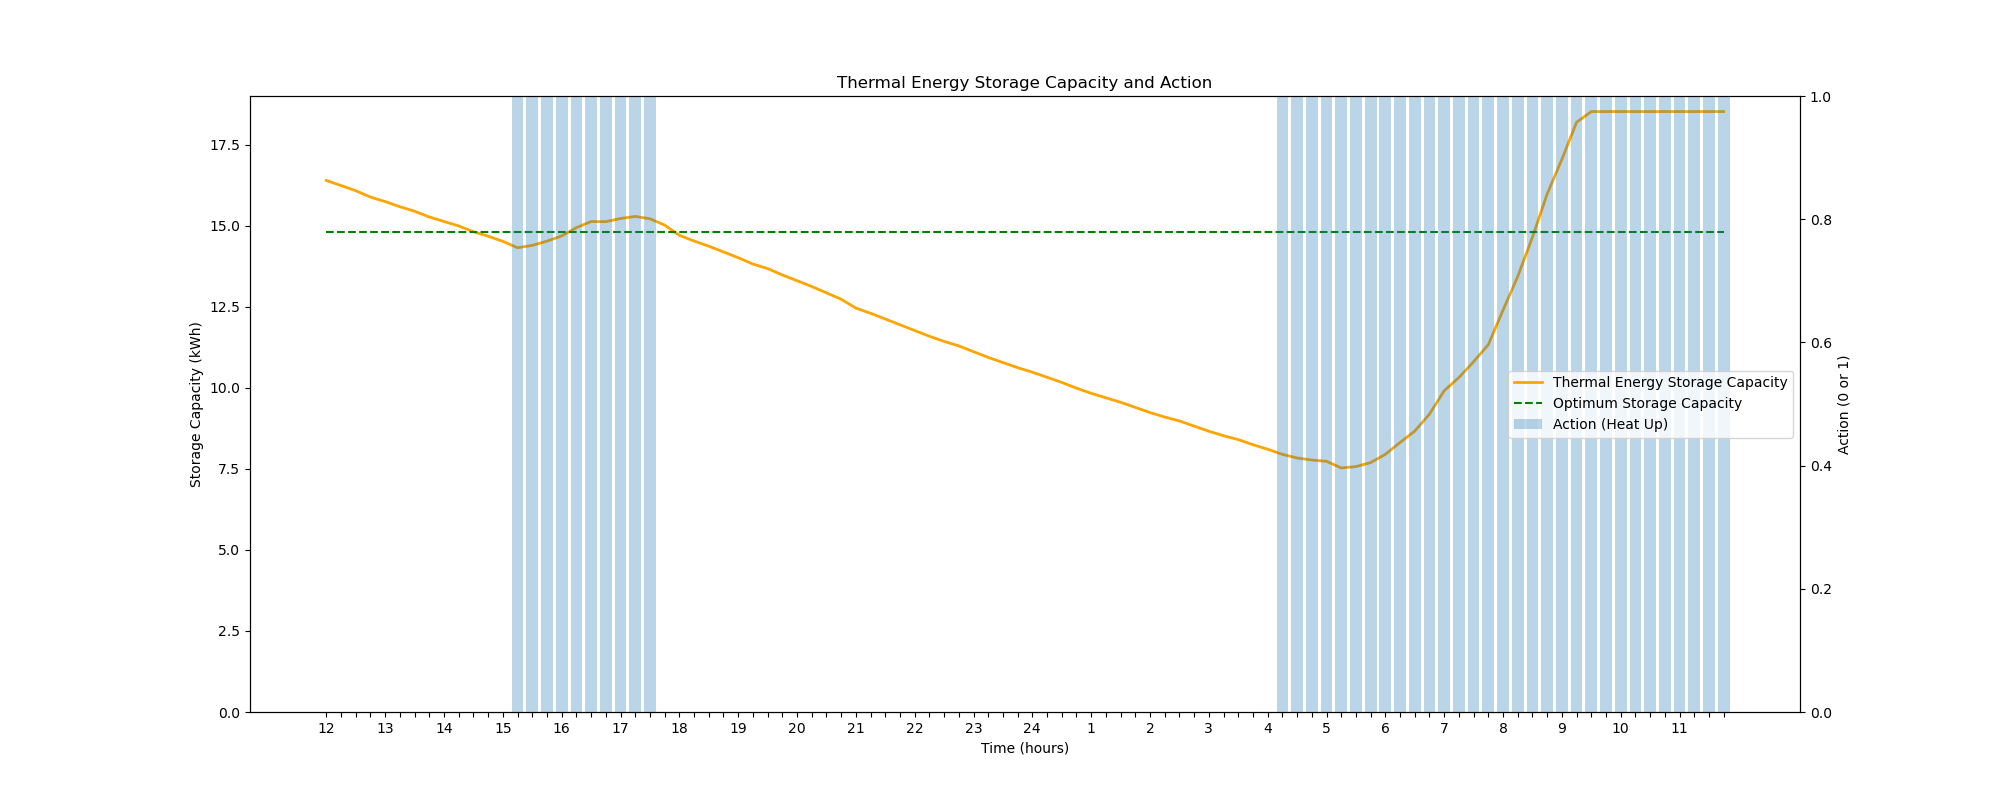 Thermal Energy Storage Capacity and Action
17.5
15.0
12.5
10.0
7.5
5.0
2.5
0.0
Storage Capacity (kWh)
1.0
0.8
0.6
0.4
0.2
0.0
Action (0 or 1)
Thermal Energy Storage Capacity
Optimum Storage Capacity
Action (Heat Up)
12 13 14 15 16 17 18 19 20 21 22 23 24 1 2 3 4 5 6 7 8 9 10 11
Time (hours)